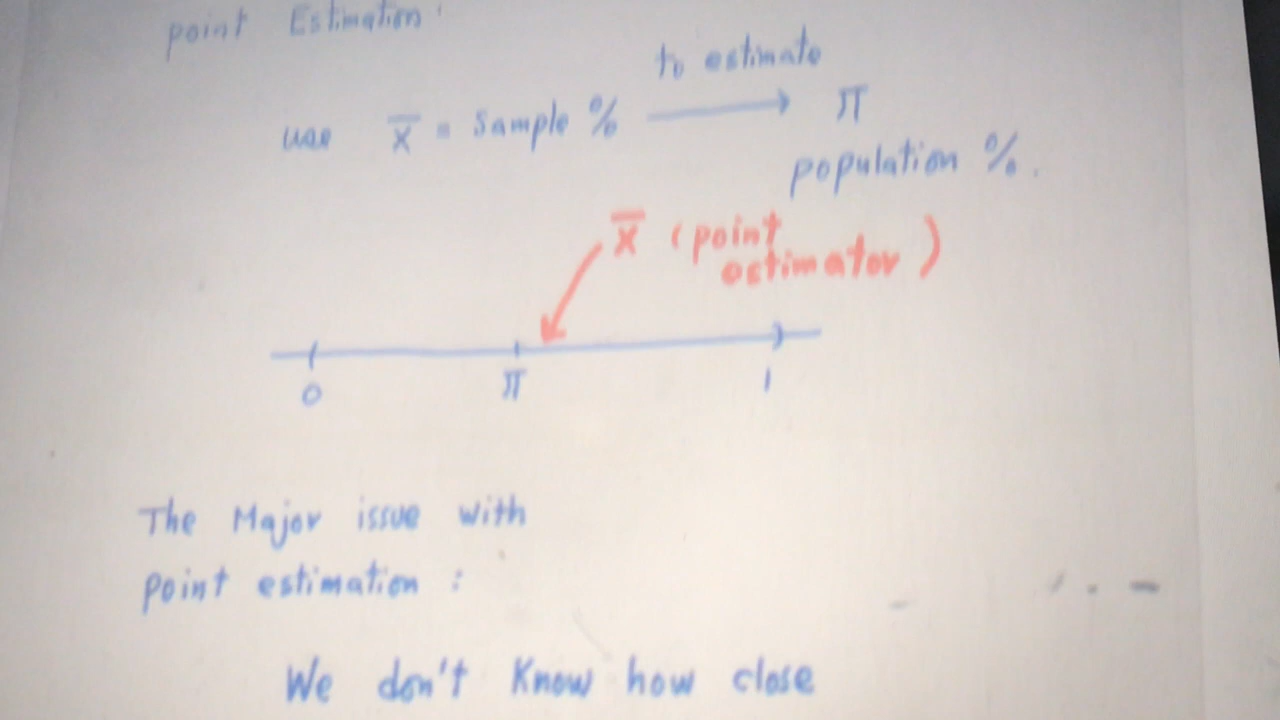 point Estimation:
to estimate
use X̅ = Sample % → π
population %.
X̅ (point
estimator)
0 π 1
The Major issue with
point estimation :
We don't know how close